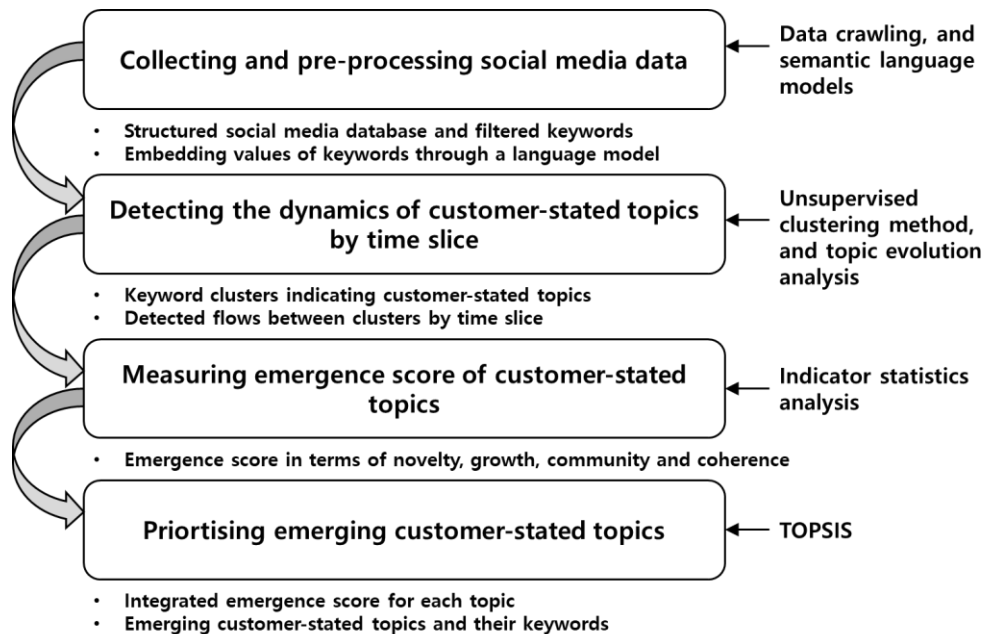 Collecting and pre-processing social media data
Data crawling, and
semantic language
models
• Structured social media database and filtered keywords
• Embedding values of keywords through a language model
Detecting the dynamics of customer-stated topics
by time slice
Unsupervised
clustering method,
and topic evolution
analysis
• Keyword clusters indicating customer-stated topics
• Detected flows between clusters by time slice
Measuring emergence score of customer-stated
topics
Indicator statistics
analysis
• Emergence score in terms of novelty, growth, community and coherence
Priortising emerging customer-stated topics
TOPSIS
• Integrated emergence score for each topic
• Emerging customer-stated topics and their keywords